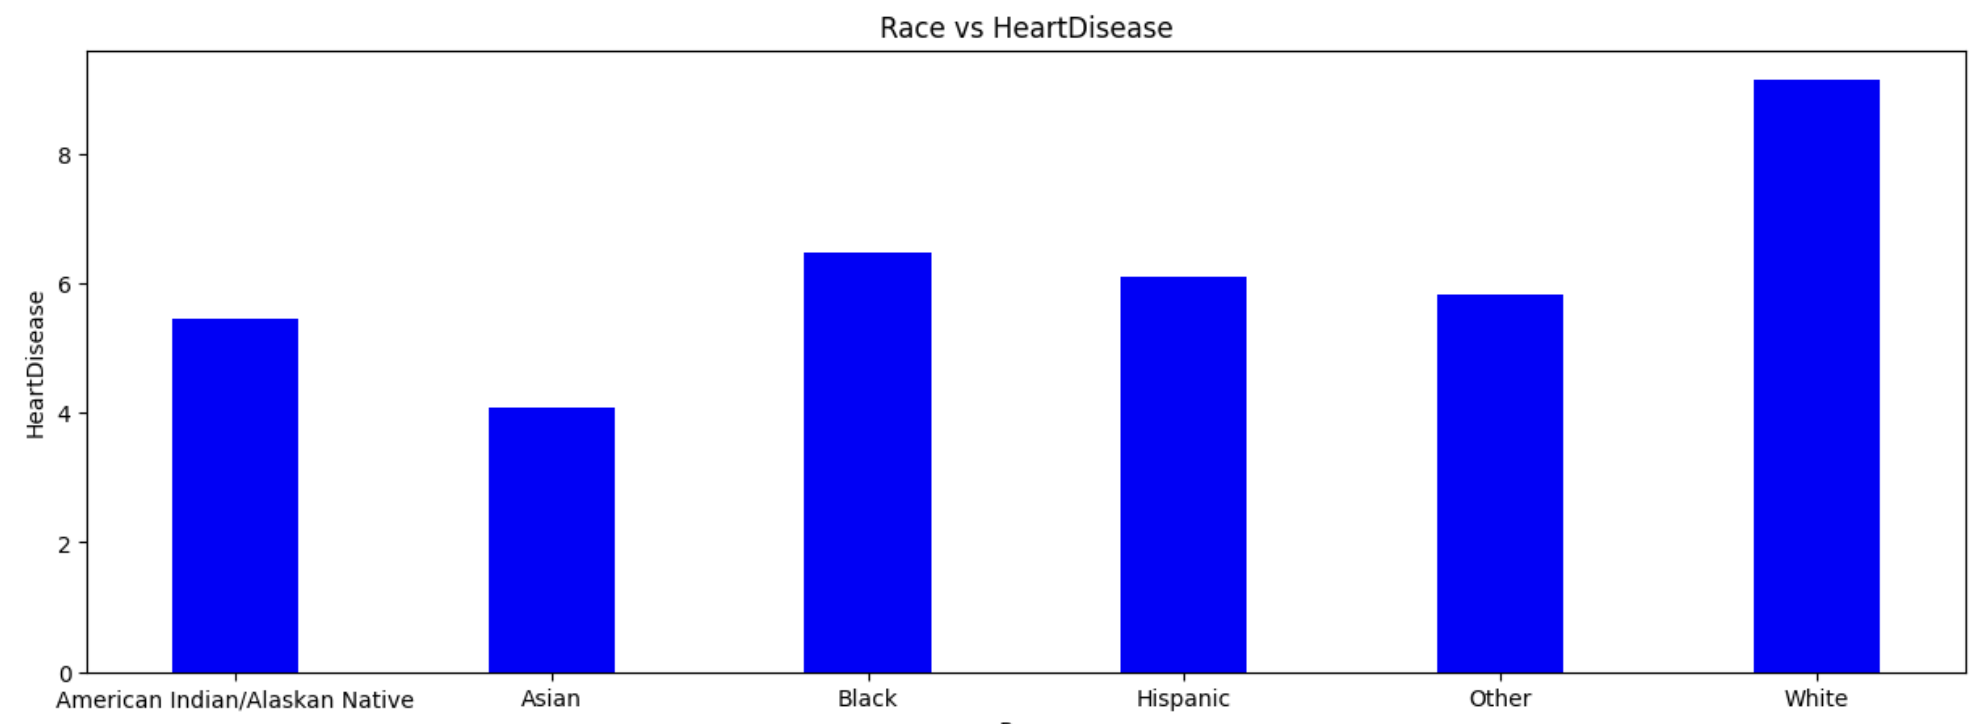 Race vs HeartDisease
HeartDisease
8
6
4
2
0
American Indian/Alaskan Native
Asian
Black
Hispanic
Other
White